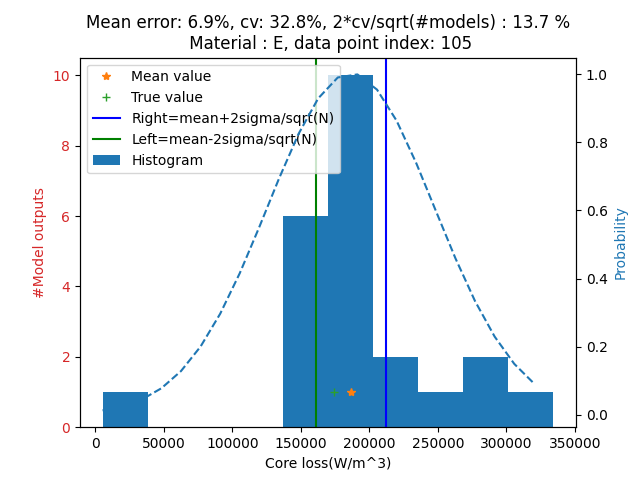 Mean error: 6.9%, cv: 32.8%, 2*cv/sqrt(#models) : 13.7 %
Material : E, data point index: 105
Mean value
True value
Right=mean+2sigma/sqrt(N)
Left=mean-2sigma/sqrt(N)
Histogram
#Model outputs
10
8
6
4
2
0
Probability
1.0
0.8
0.6
0.4
0.2
0.0
0 50000 100000 150000 200000 250000 300000 350000
Core loss(W/m^3)